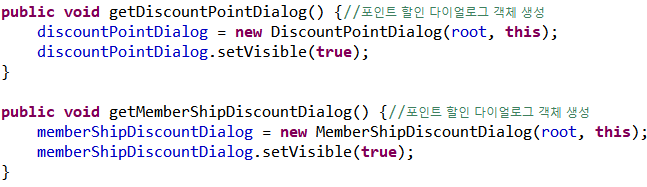 public void getDiscountPointDialog() {//포인트 할인 다이얼로그 객체 생성
discountPointDialog = new DiscountPointDialog(root, this);
discountPointDialog.setVisible(true);
}
public void getMemberShipDiscountDialog() {//포인트 할인 다이얼로그 객체 생성
memberShipDiscountDialog = new MemberShipDiscountDialog(root, this);
memberShipDiscountDialog.setVisible(true);
}